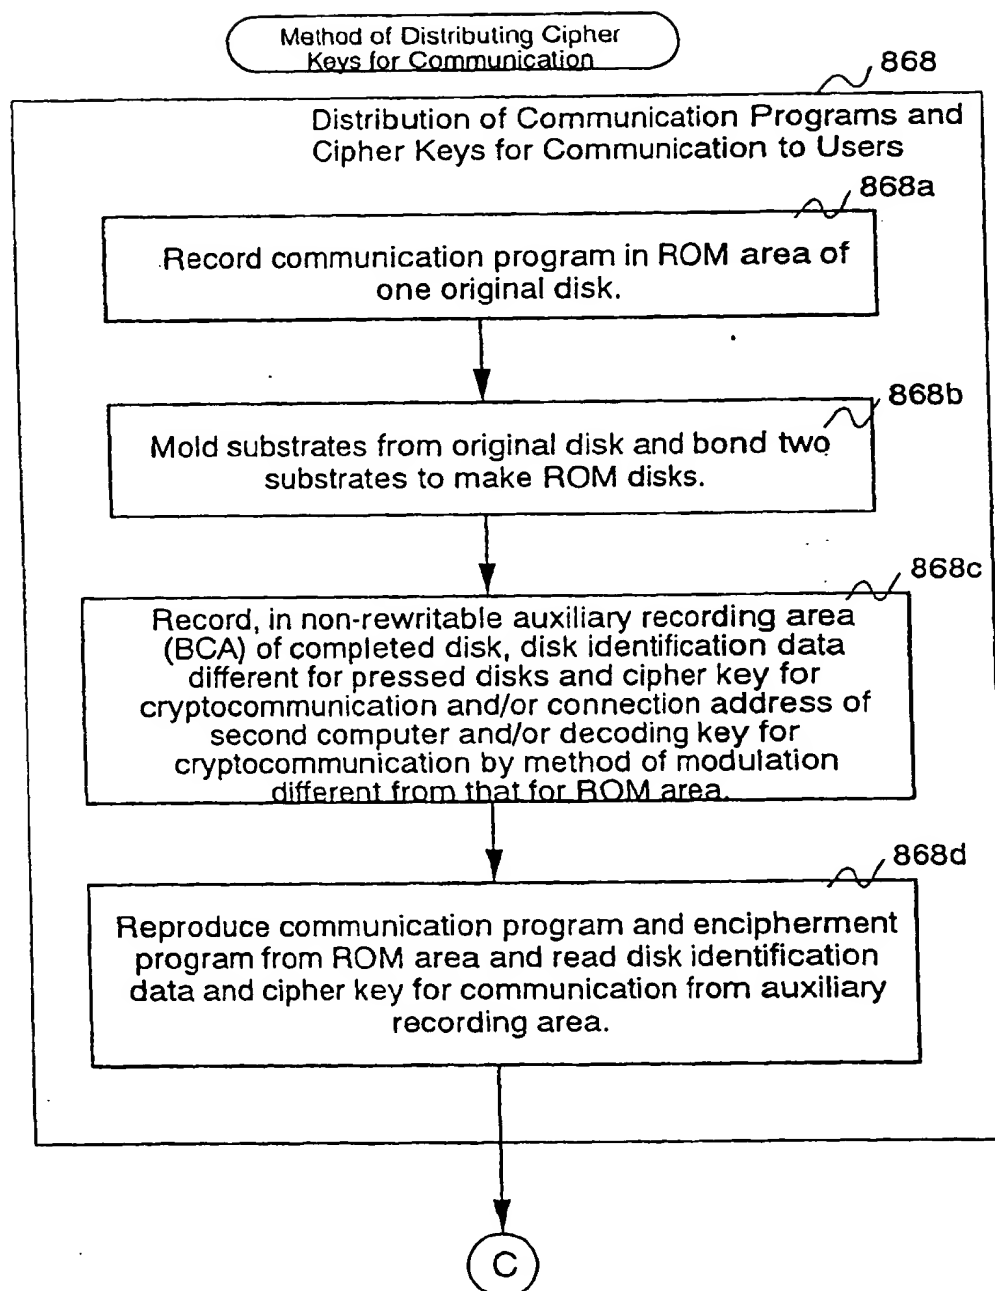 Method of Distributing Cipher
Keys for Communication
868
Distribution of Communication Programs and
Cipher Keys for Communication to Users
868a
Record communication program in ROM area of
one original disk.
868b
Mold substrates from original disk and bond two
substrates to make ROM disks.
868c
Record, in non-rewritable auxiliary recording area
(BCA) of completed disk, disk identification data
different for pressed disks and cipher key for
cryptocommunication and/or connection address of
second computer and/or decoding key for
cryptocommunication by method of modulation
different from that for ROM area.
868d
Reproduce communication program and encipherment
program from ROM area and read disk identification
data and cipher key for communication from auxiliary
recording area.
C